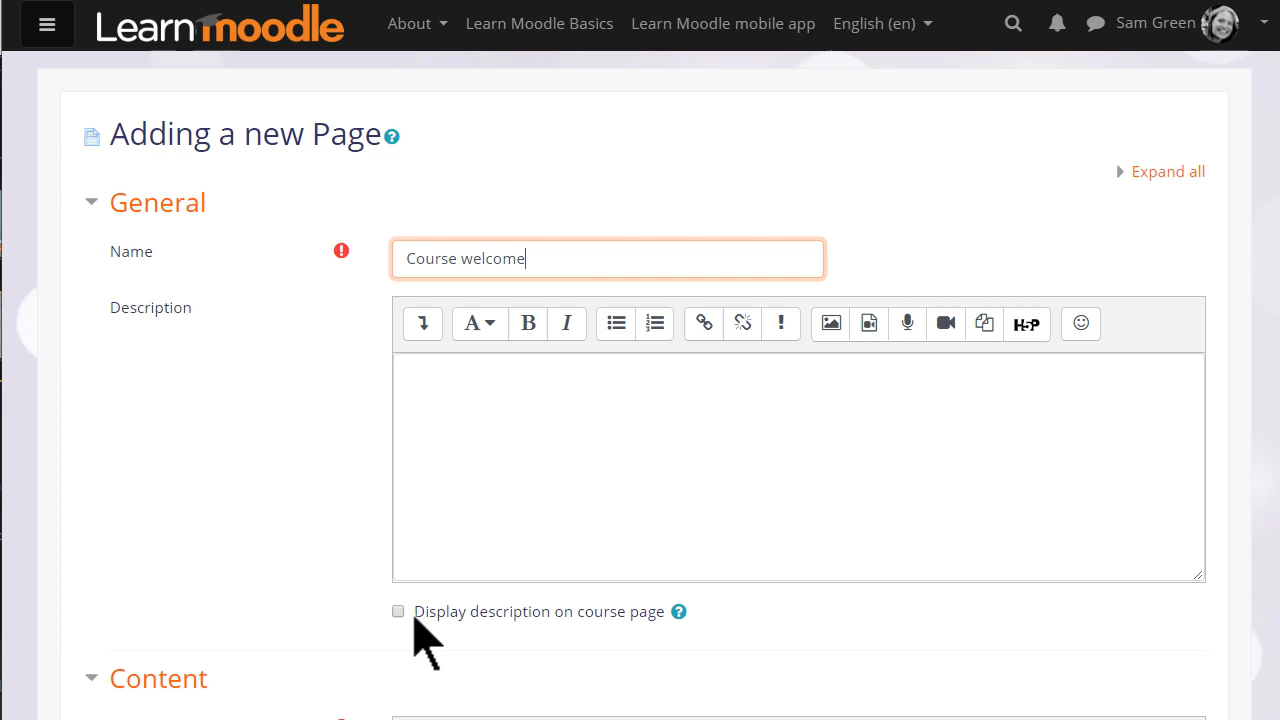 Learn moodle About Learn Moodle Basics Learn Moodle mobile app English (en) Sam Green
Adding a new Page
Expand all
General
Name Course welcome
Description
A B I H-P
Display description on course page
Content